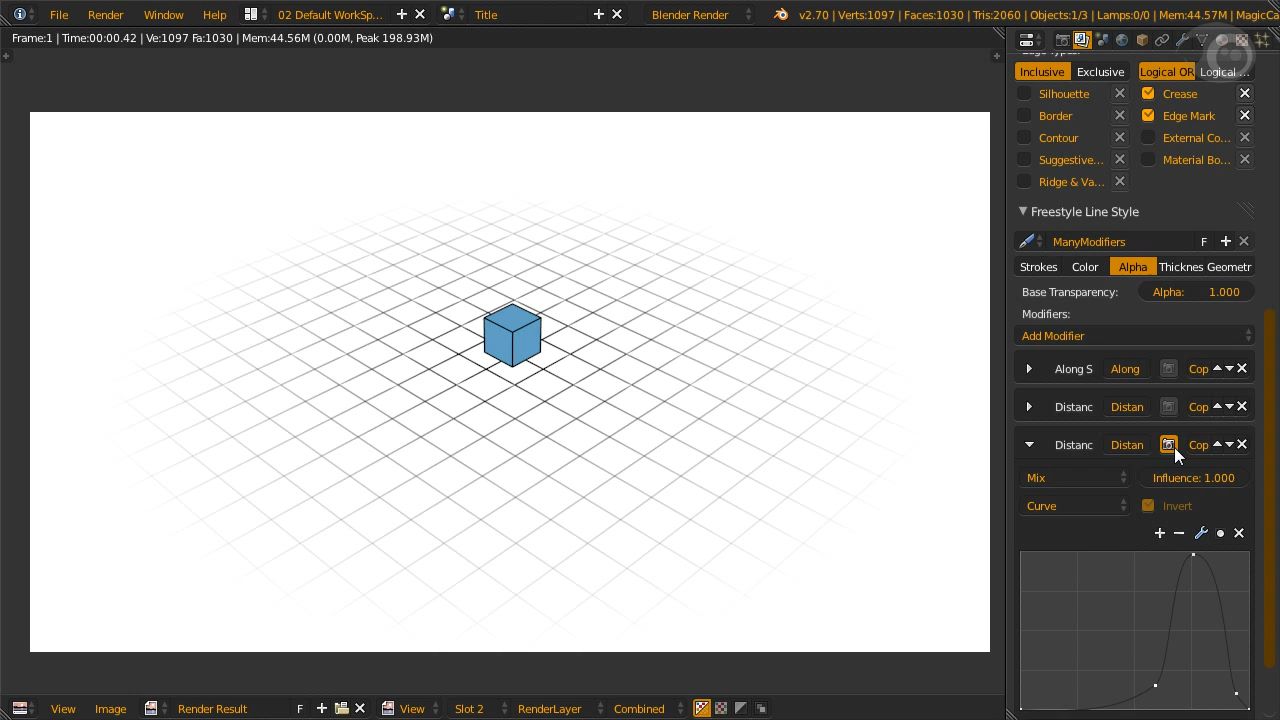 File Render Window Help 02 Default WorkSp... Title Blender Render v2.70 | Verts:1097 | Faces:1030 | Tris:2060 | Objects:1/3 | Lamps:0/0 | Mem:44.57M | MagicCa
Frame:1 | Time:00:00.42 | Ve:1097 Fa:1030 | Mem:44.56M (0.00M, Peak 198.93M)
Inclusive Exclusive Logical OR Logical ...
Silhouette Crease
Border Edge Mark
Contour External Co...
Suggestive... Material Bo...
Ridge & Va...
Freestyle Line Style
ManyModifiers F
Strokes Color Alpha Thicknes Geometr
Base Transparency: Alpha: 1.000
Modifiers:
Add Modifier
Along S Along Cop
Distanc Distan Cop
Distanc Distan Cop
Mix Influence: 1.000
Curve Invert
View Image Render Result F View Slot 2 RenderLayer Combined